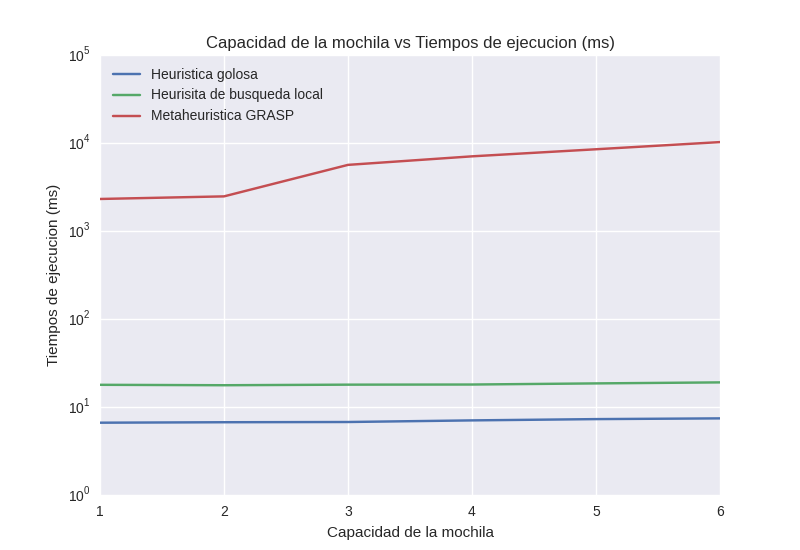 Capacidad de la mochila vs Tiempos de ejecucion (ms)
Heuristica golosa
Heurisita de busqueda local
Metaheuristica GRASP
Tiempos de ejecucion (ms)
10^5
10^4
10^3
10^2
10^1
10^0
1 2 3 4 5 6
Capacidad de la mochila